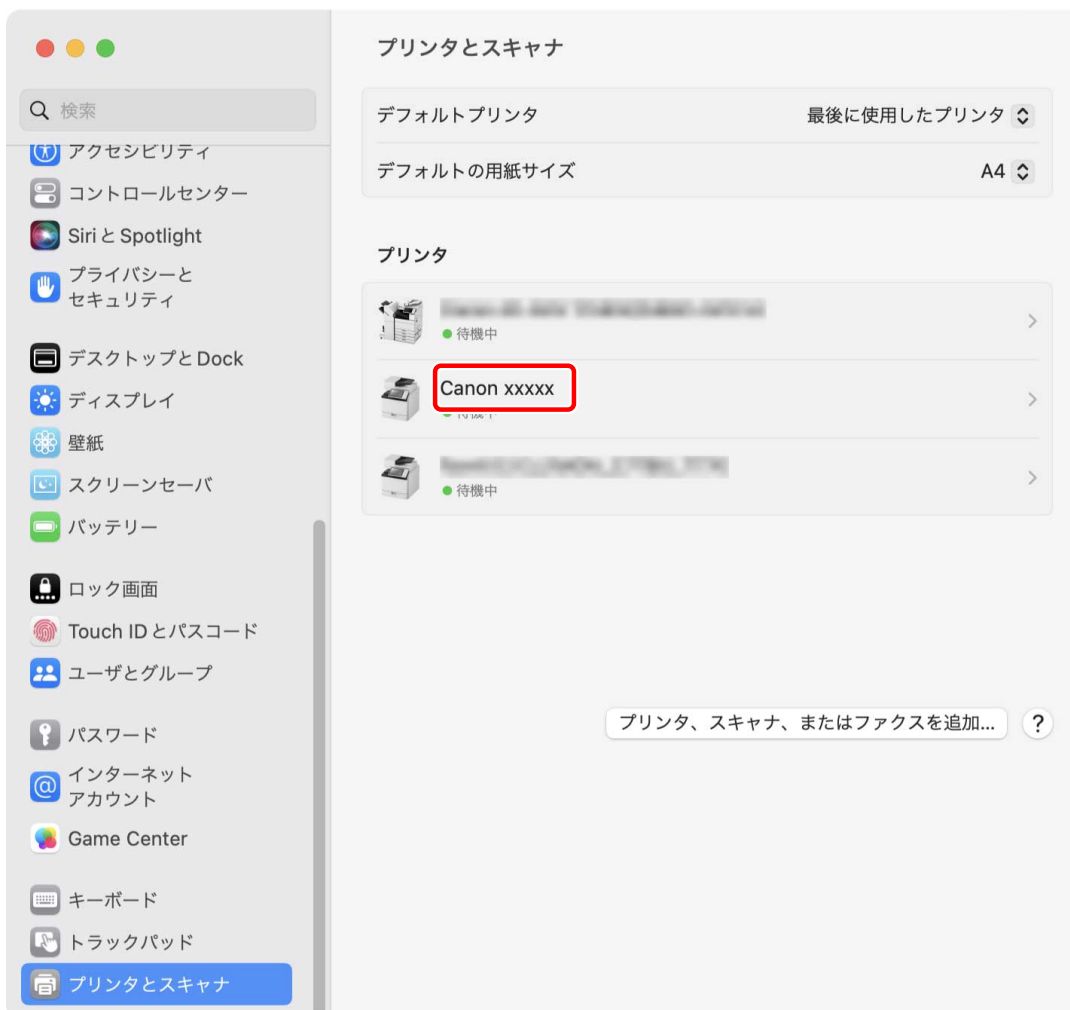 プリンタとスキャナ
検索
アクセシビリティ
コントロールセンター
Siri と Spotlight
プライバシーと
セキュリティ
デスクトップと Dock
ディスプレイ
壁紙
スクリーンセーバ
バッテリー
ロック画面
Touch ID とパスコード
ユーザとグループ
パスワード
インターネット
アカウント
Game Center
キーボード
トラックパッド
プリンタとスキャナ
デフォルトプリンタ 最後に使用したプリンタ
デフォルトの用紙サイズ A4
プリンタ
待機中
Canon xxxxx
待機中
プリンタ、スキャナ、またはファクスを追加... ?